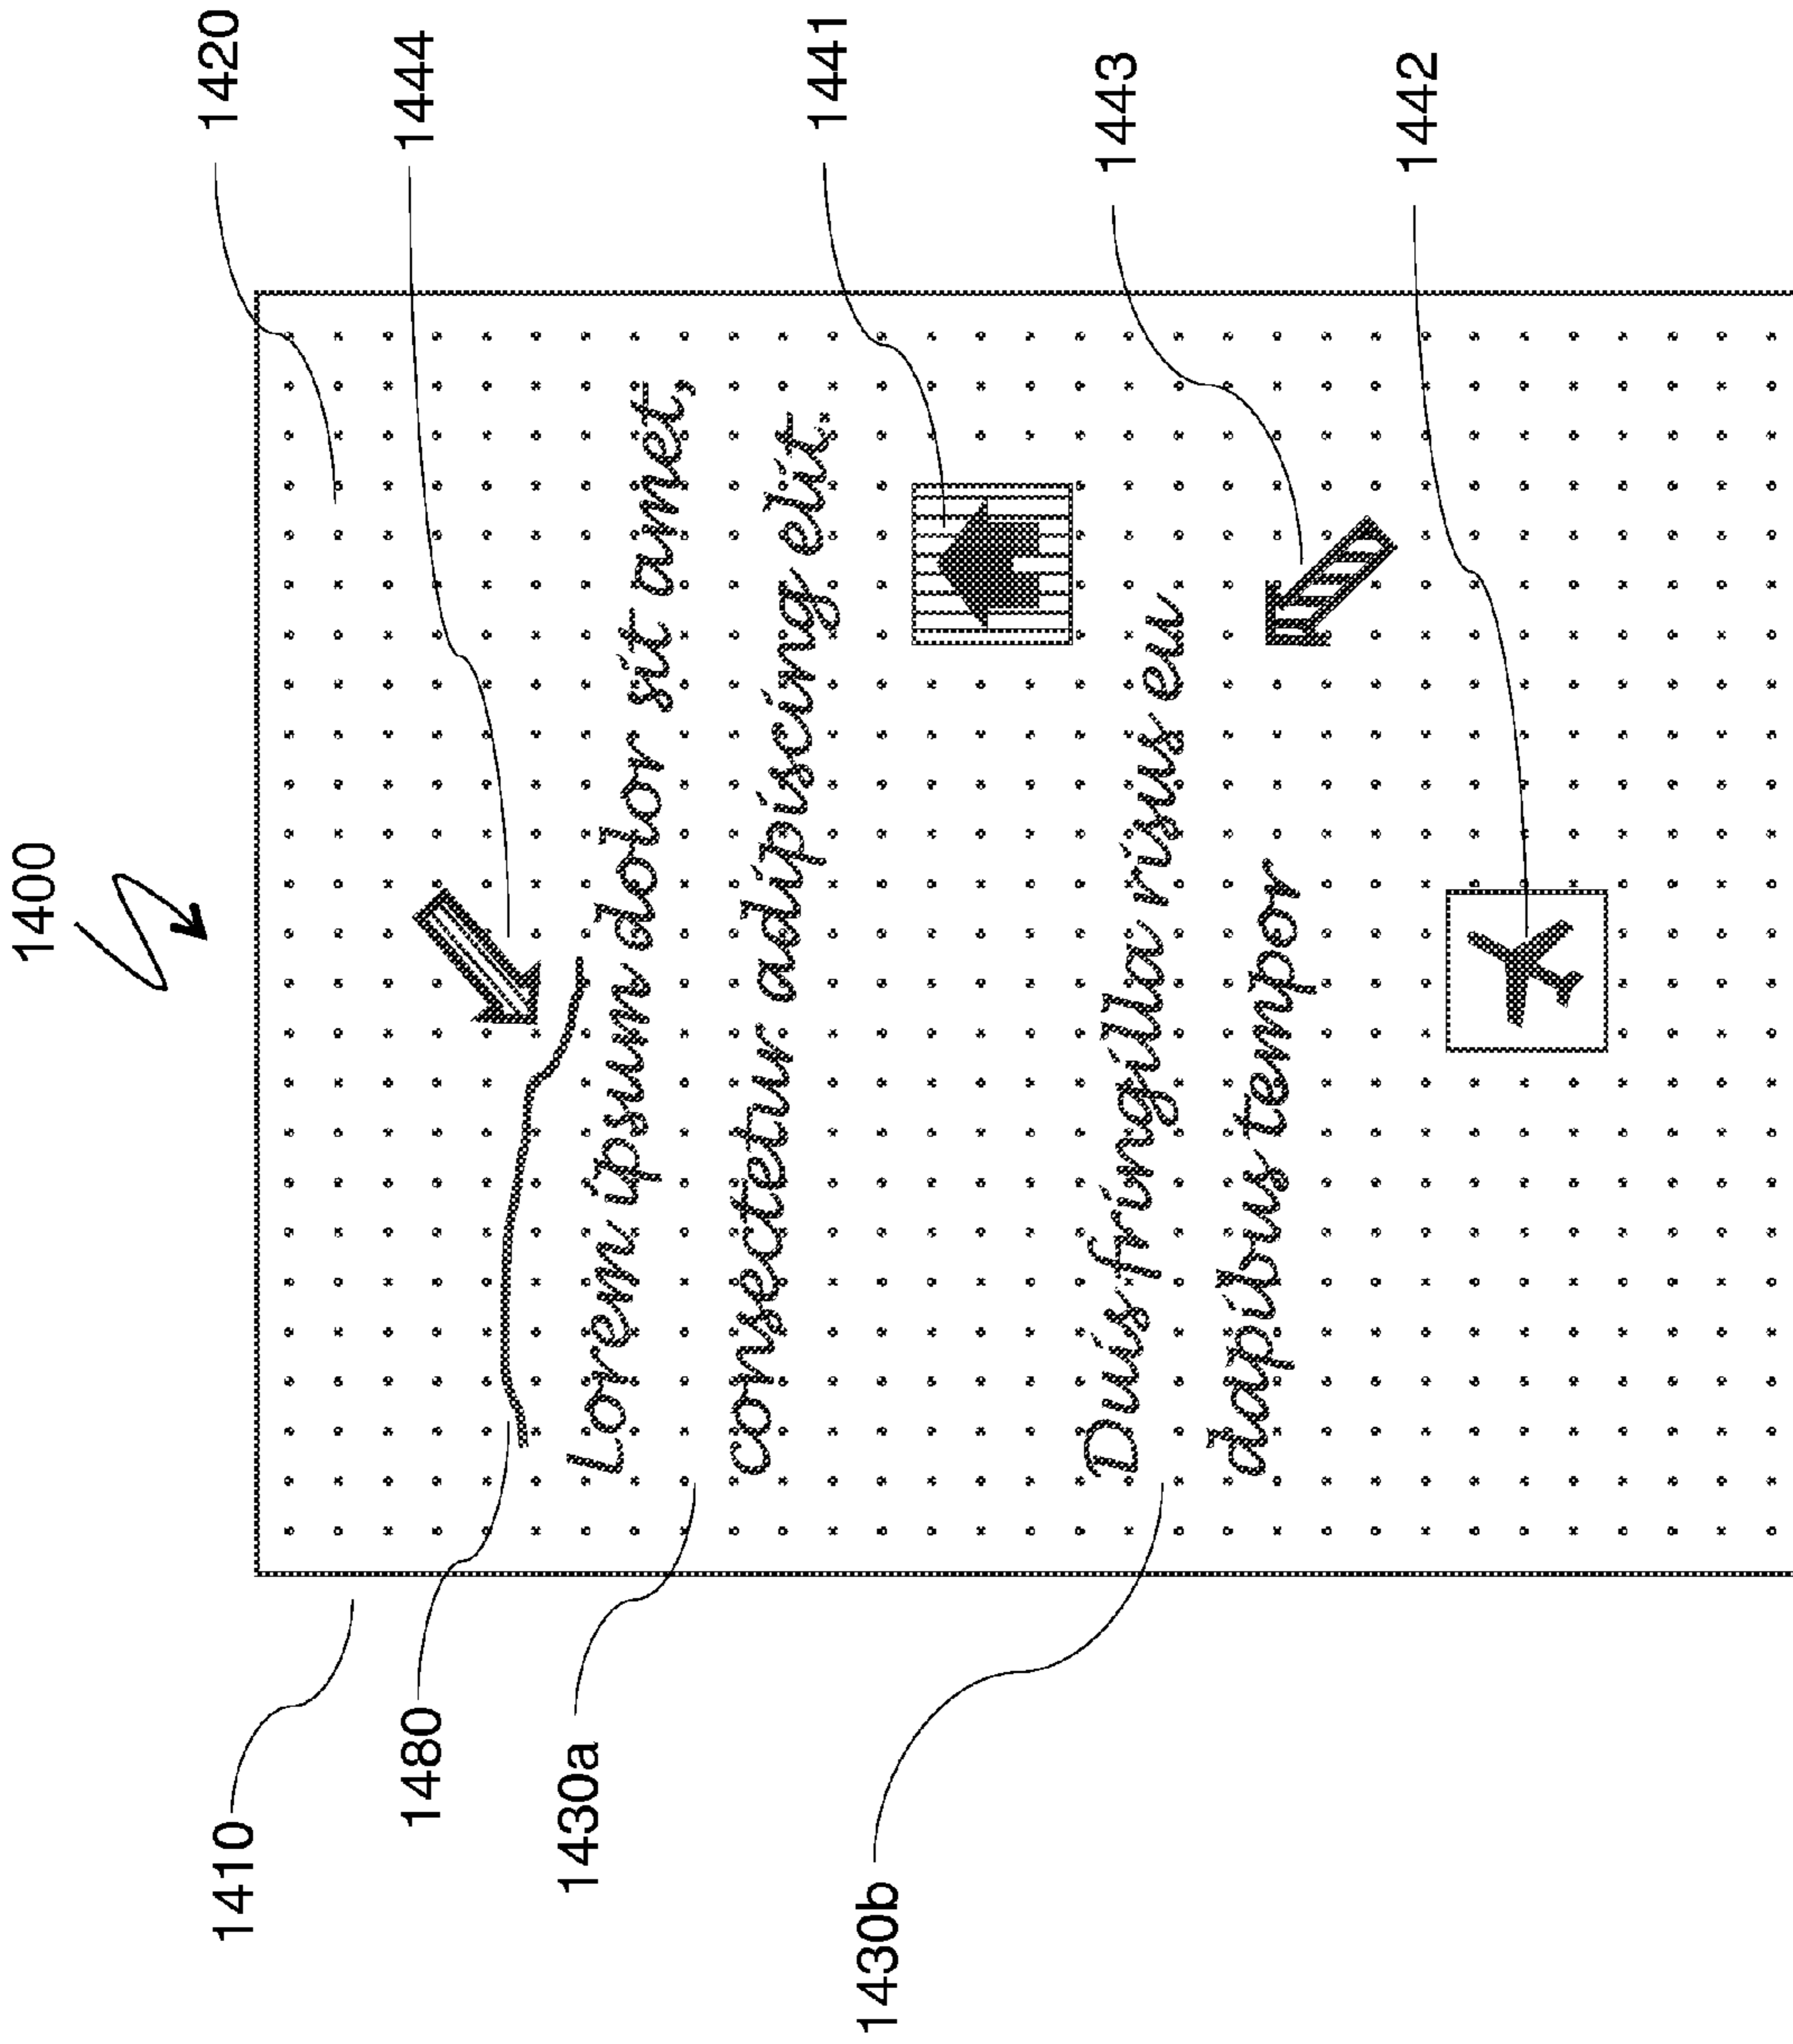 1400
1410
1420
1480
1444
1430a
Lorem ipsum dolor sit amet,
consectetur adipiscing elit.
1441
1430b
Duis fringilla risus eu
dapibus tempor
1443
1442